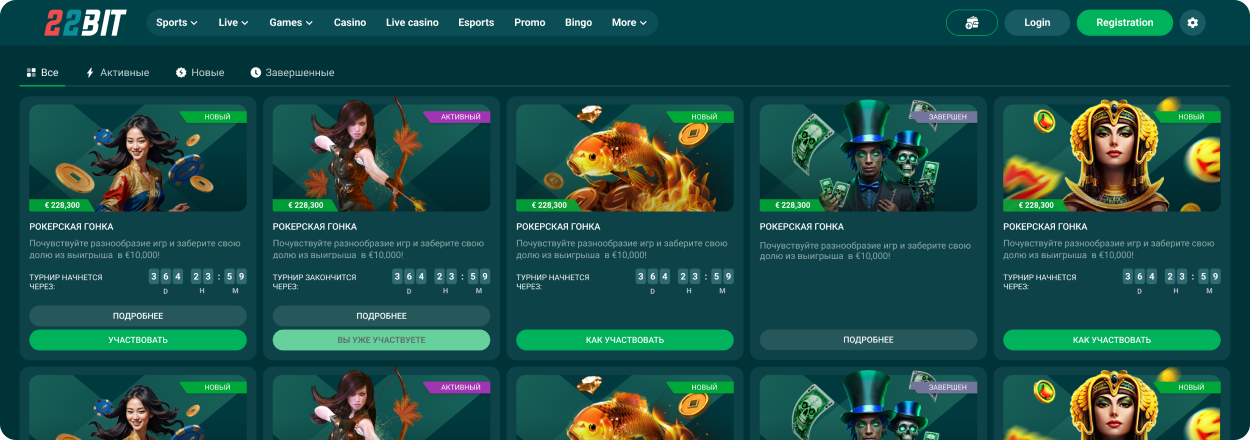 22BIT
Sports
Live
Games
Casino
Live casino
Esports
Promo
Bingo
More
Login
Registration
Все
Активные
Новые
Завершенные
НОВЫЙ
€ 228,300
РОКЕРСКАЯ ГОНКА
Почувствуйте разнообразие игр и заберите свою
долю из выигрыша в €10,000!
ТУРНИР НАЧНЕТСЯ
ЧЕРЕЗ:
3 6 4 2 3 : 5 9
D H M
ПОДРОБНЕЕ
УЧАСТВОВАТЬ
АКТИВНЫЙ
€ 228,300
РОКЕРСКАЯ ГОНКА
Почувствуйте разнообразие игр и заберите свою
долю из выигрыша в €10,000!
ТУРНИР ЗАКОНЧИТСЯ
ЧЕРЕЗ:
3 6 4 2 3 : 5 9
D H M
ПОДРОБНЕЕ
ВЫ УЖЕ УЧАСТВУЕТЕ
НОВЫЙ
€ 228,300
РОКЕРСКАЯ ГОНКА
Почувствуйте разнообразие игр и заберите свою
долю из выигрыша в €10,000!
ТУРНИР НАЧНЕТСЯ
ЧЕРЕЗ:
3 6 4 2 3 : 5 9
D H M
КАК УЧАСТВОВАТЬ
ЗАВЕРШЕН
€ 228,300
РОКЕРСКАЯ ГОНКА
Почувствуйте разнообразие игр и заберите свою
долю из выигрыша в €10,000!
ПОДРОБНЕЕ
НОВЫЙ
€ 228,300
РОКЕРСКАЯ ГОНКА
Почувствуйте разнообразие игр и заберите свою
долю из выигрыша в €10,000!
ТУРНИР НАЧНЕТСЯ
ЧЕРЕЗ:
3 6 4 2 3 : 5 9
D H M
КАК УЧАСТВОВАТЬ
НОВЫЙ
АКТИВНЫЙ
НОВЫЙ
ЗАВЕРШЕН
НОВЫЙ